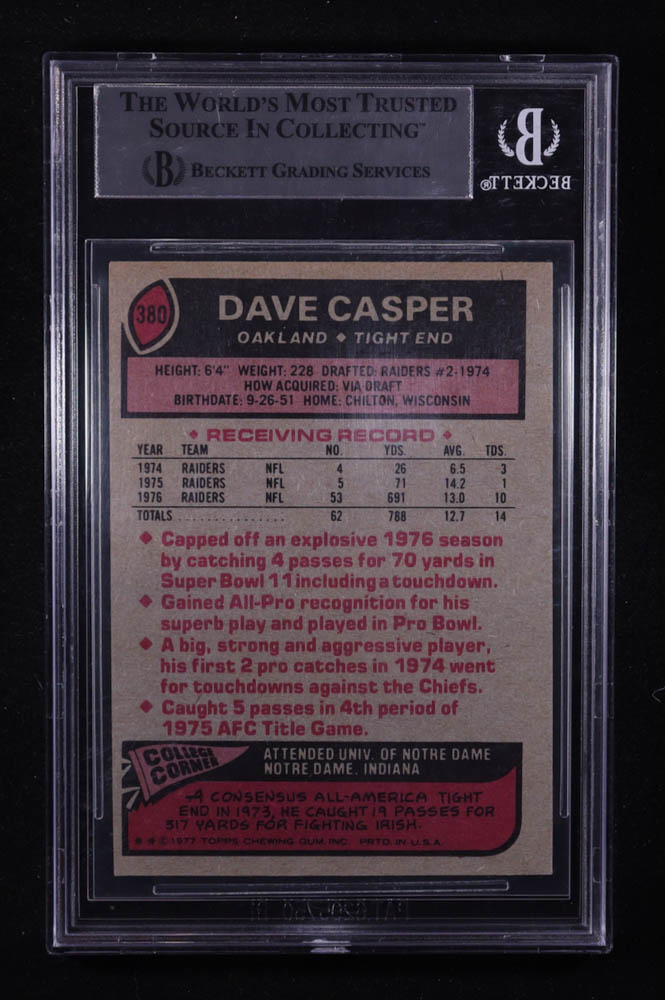 THE WORLD'S MOST TRUSTED
SOURCE IN COLLECTING™
B BECKETT GRADING SERVICES
B
BECKETT®
380
DAVE CASPER
OAKLAND ◆ TIGHT END
HEIGHT: 6'4" WEIGHT: 228 DRAFTED: RAIDERS #2-1974
HOW ACQUIRED: VIA DRAFT
BIRTHDATE: 9-26-51 HOME: CHILTON, WISCONSIN
◆ RECEIVING RECORD ◆
YEAR TEAM NO. YDS. AVG. TDS.
1974 RAIDERS NFL 4 26 6.5 3
1975 RAIDERS NFL 5 71 14.2 1
1976 RAIDERS NFL 53 691 13.0 10
TOTALS ................ 62 788 12.7 14
◆ Capped off an explosive 1976 season
by catching 4 passes for 70 yards in
Super Bowl 11 including a touchdown.
◆ Gained All-Pro recognition for his
superb play and played in Pro Bowl.
◆ A big, strong and aggressive player,
his first 2 pro catches in 1974 went
for touchdowns against the Chiefs.
◆ Caught 5 passes in 4th period of
1975 AFC Title Game.
COLLEGE
CORNER
ATTENDED UNIV. OF NOTRE DAME
NOTRE DAME, INDIANA
A CONSENSUS ALL-AMERICA TIGHT
END IN 1973, HE CAUGHT 19 PASSES FOR
317 YARDS FOR FIGHTING IRISH.
✱ ✱ © 1977 TOPPS CHEWING GUM, INC. PRTD. IN U.S.A.